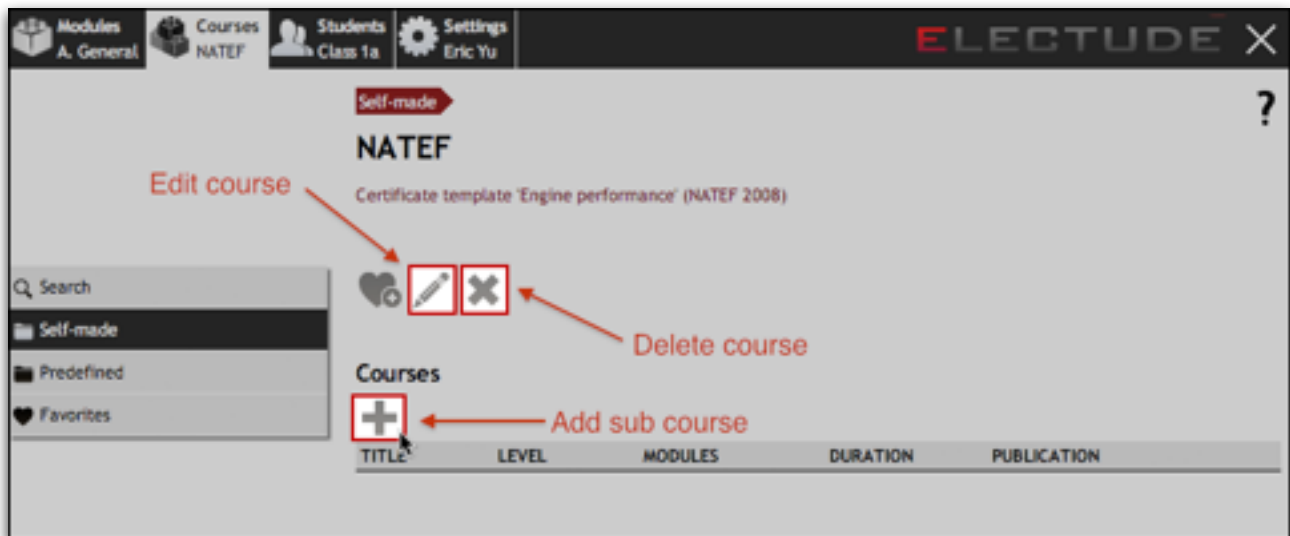 Modules
A. General
Courses
NATEF
Students
Class 1a
Settings
Eric Yu
ELECTUDE
Self-made
?
NATEF
Edit course
Certificate template 'Engine performance' (NATEF 2008)
Search
Self-made
Delete course
Predefined
Courses
Favorites
Add sub course
TITLE LEVEL MODULES DURATION PUBLICATION